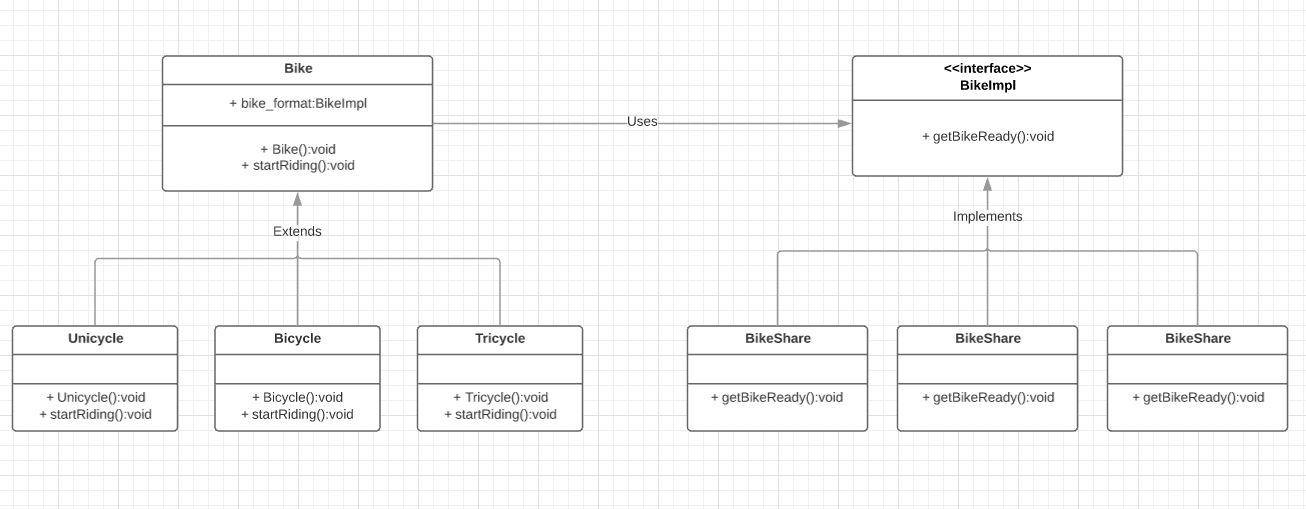 Bike
+ bike_format:BikeImpl
+ Bike():void
+ startRiding():void
Uses
<<interface>>
BikeImpl
+ getBikeReady():void
Extends
Implements
Unicycle
+ Unicycle():void
+ startRiding():void
Bicycle
+ Bicycle():void
+ startRiding():void
Tricycle
+ Tricycle():void
+ startRiding():void
BikeShare
+ getBikeReady():void
BikeShare
+ getBikeReady():void
BikeShare
+ getBikeReady():void